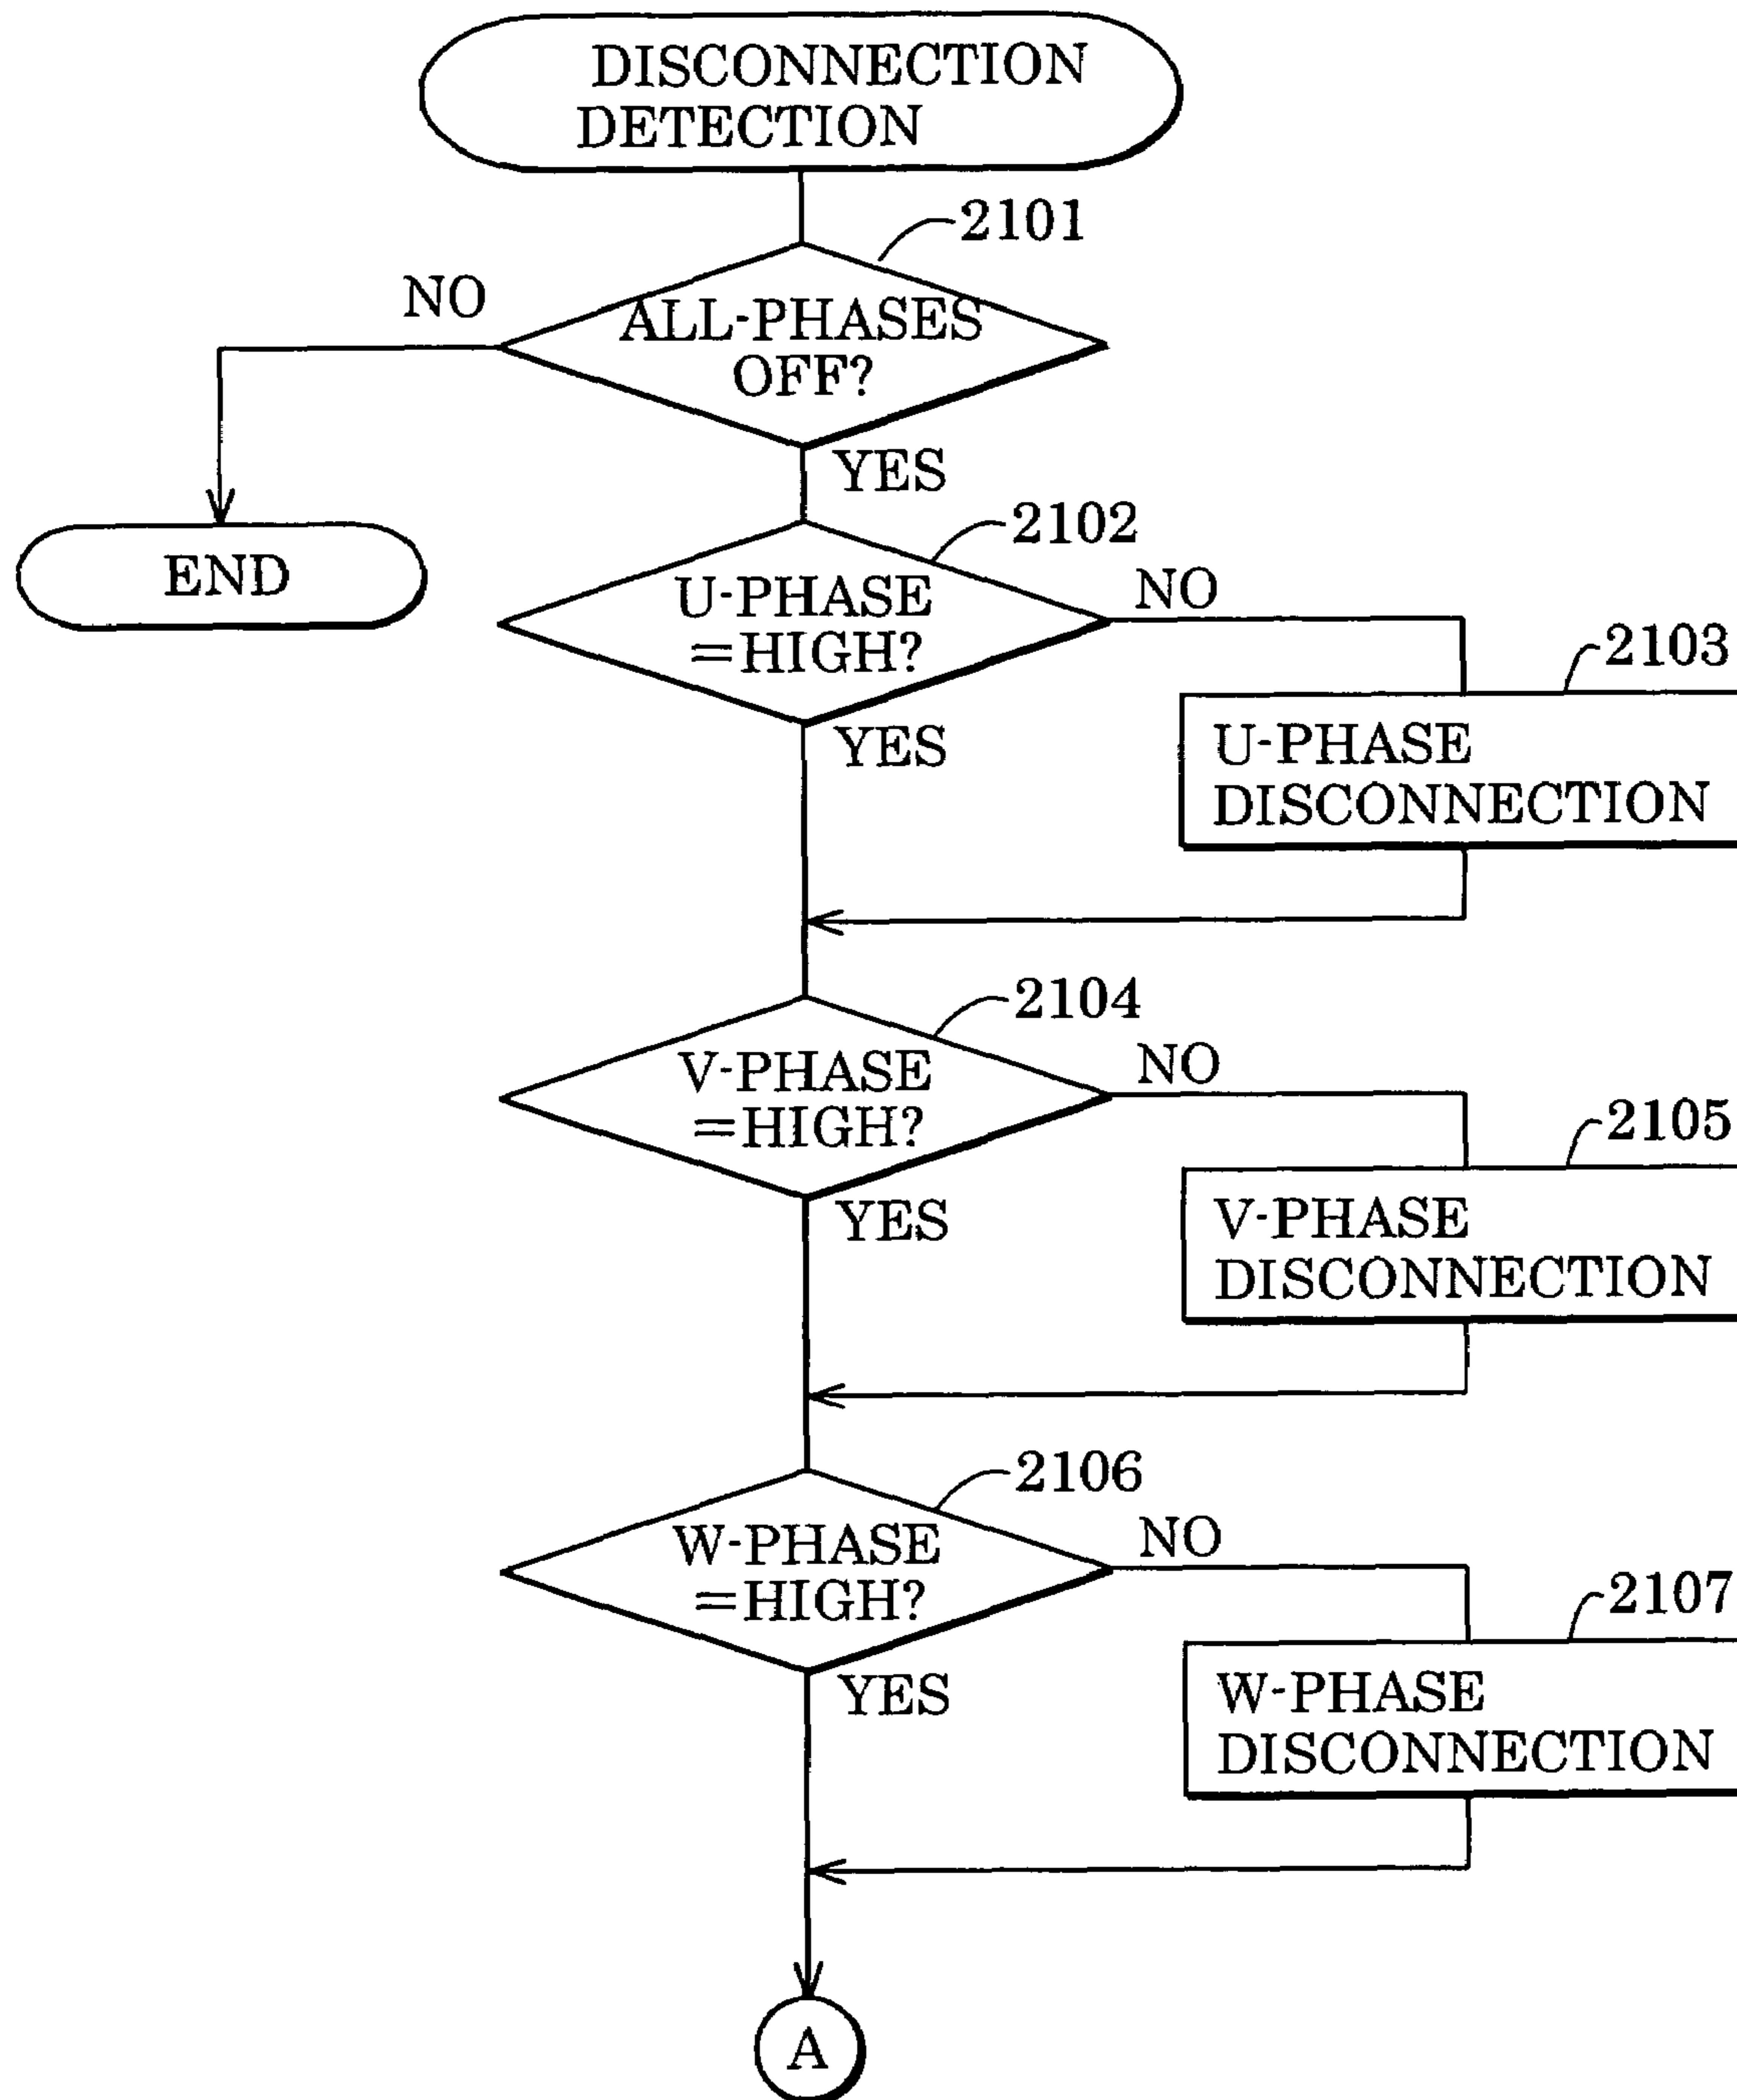 DISCONNECTION
DETECTION
2101
NO
ALL-PHASES
OFF?
YES
END
2102
U-PHASE
=HIGH?
NO
YES
2103
U-PHASE
DISCONNECTION
2104
V-PHASE
=HIGH?
NO
YES
2105
V-PHASE
DISCONNECTION
2106
W-PHASE
=HIGH?
NO
YES
2107
W-PHASE
DISCONNECTION
A